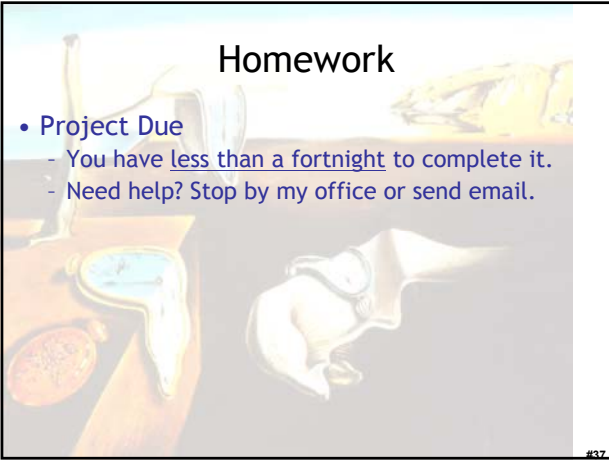 Homework
• Project Due
– You have less than a fortnight to complete it.
– Need help? Stop by my office or send email.
#37